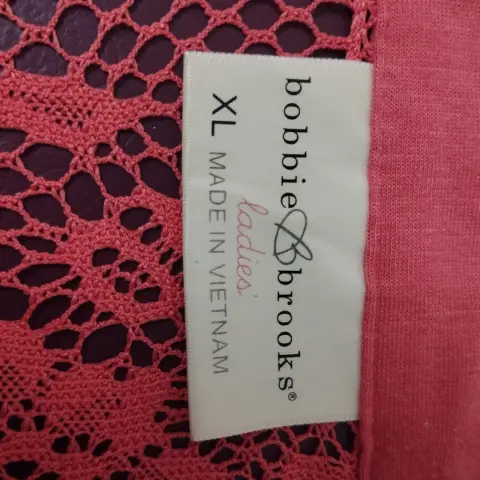 bobbie B brooks®
ladies'
XL MADE IN VIETNAM